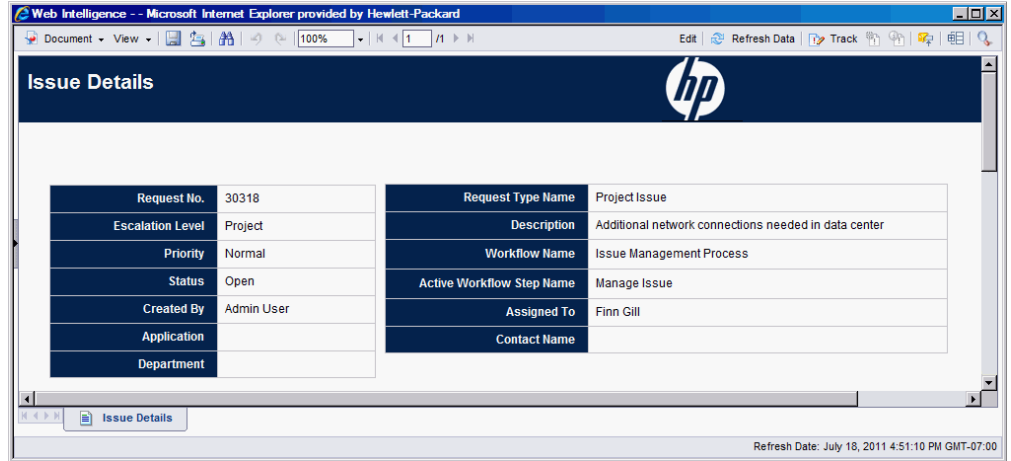 Web Intelligence - - Microsoft Internet Explorer provided by Hewlett-Packard
Document View 100% 1 /1 Edit Refresh Data Track
Issue Details
hp
Request No. 30318
Escalation Level Project
Priority Normal
Status Open
Created By Admin User
Application
Department
Request Type Name Project Issue
Description Additional network connections needed in data center
Workflow Name Issue Management Process
Active Workflow Step Name Manage Issue
Assigned To Finn Gill
Contact Name
Issue Details
Refresh Date: July 18, 2011 4:51:10 PM GMT-07:00